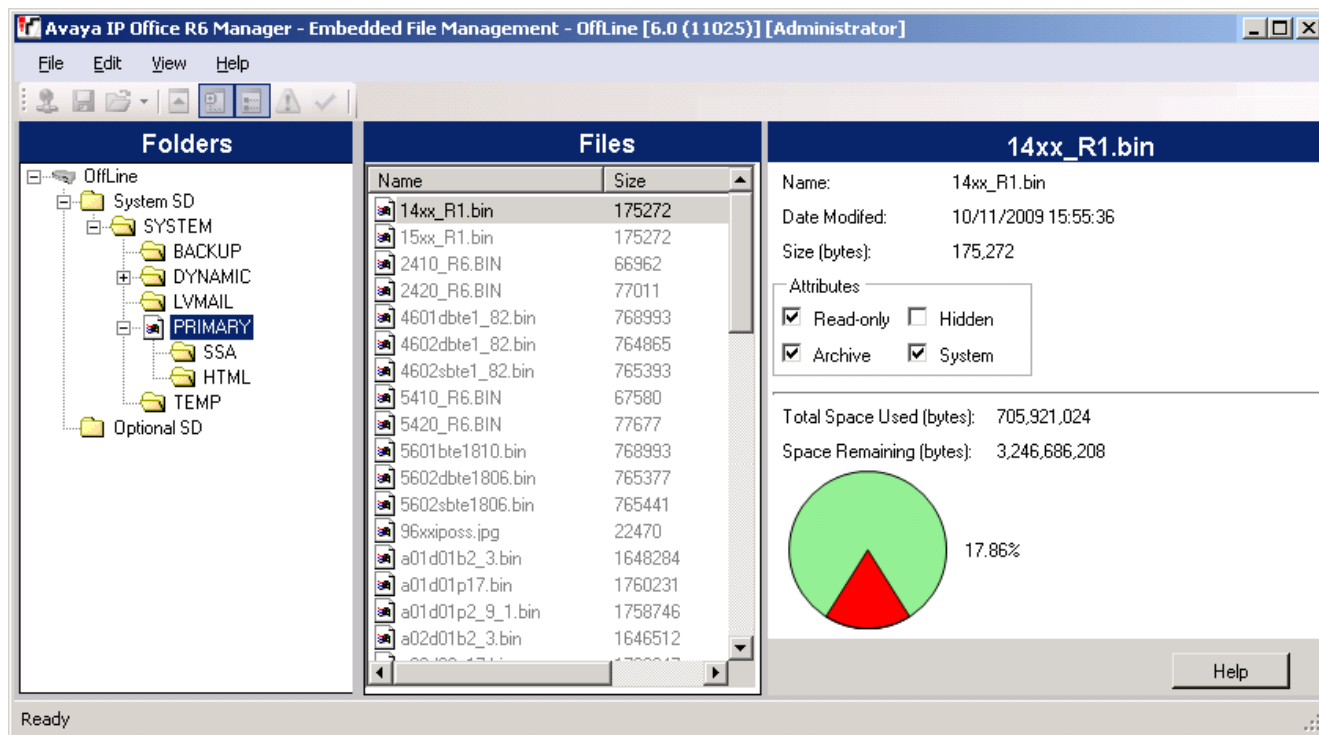 Avaya IP Office R6 Manager - Embedded File Management - OffLine [6.0 (11025)] [Administrator]
File Edit View Help
Folders
OffLine
System SD
SYSTEM
BACKUP
DYNAMIC
LVMAIL
PRIMARY
SSA
HTML
TEMP
Optional SD
Files
Name Size
14xx_R1.bin 175272
15xx_R1.bin 175272
2410_R6.BIN 66962
2420_R6.BIN 77011
4601dbte1_82.bin 768993
4602dbte1_82.bin 764865
4602sbte1_82.bin 765393
5410_R6.BIN 67580
5420_R6.BIN 77677
5601bte1810.bin 768993
5602dbte1806.bin 765377
5602sbte1806.bin 765441
96xxiposs.jpg 22470
a01d01b2_3.bin 1648284
a01d01p17.bin 1760231
a01d01p2_9_1.bin 1758746
a02d01b2_3.bin 1646512
14xx_R1.bin
Name: 14xx_R1.bin
Date Modifed: 10/11/2009 15:55:36
Size (bytes): 175,272
Attributes
Read-only Hidden
Archive System
Total Space Used (bytes): 705,921,024
Space Remaining (bytes): 3,246,686,208
17.86%
Help
Ready